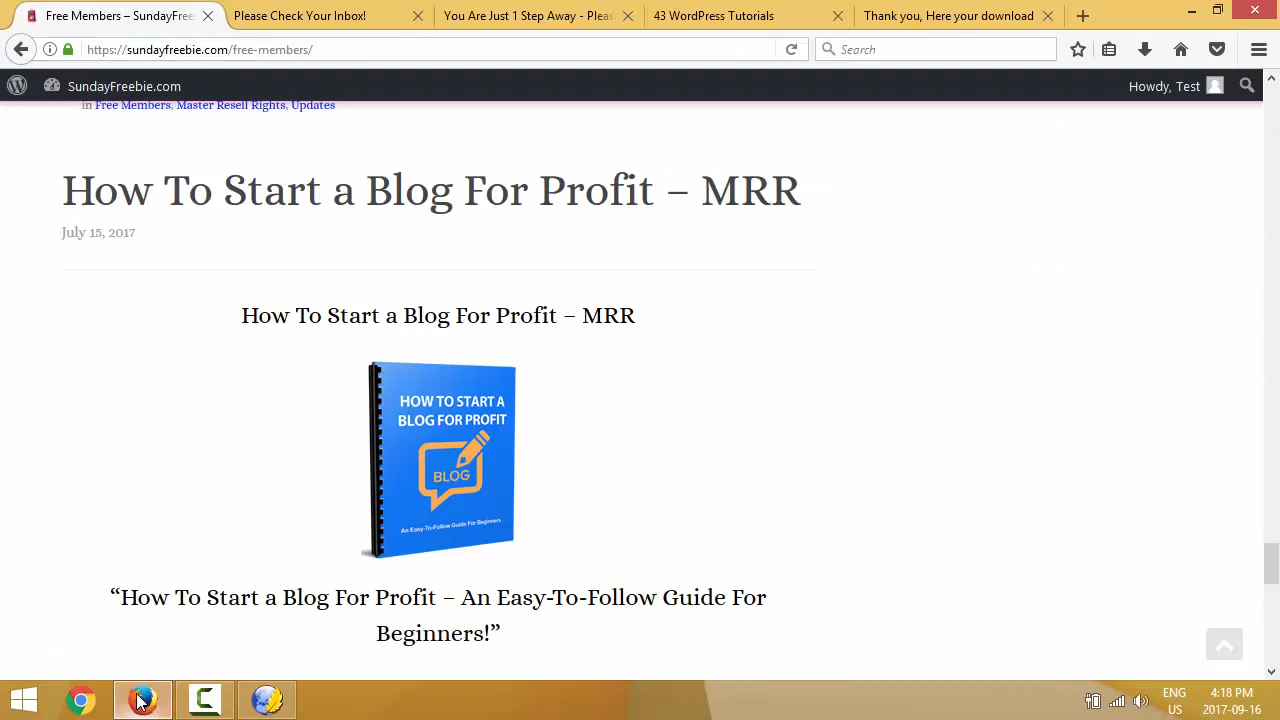 Free Members – SundayFree
Please Check Your Inbox!
You Are Just 1 Step Away - Pleas
43 WordPress Tutorials
Thank you, Here your download
https://sundayfreebie.com/free-members/
Search
SundayFreebie.com
Howdy, Test
in Free Members, Master Resell Rights, Updates
How To Start a Blog For Profit – MRR
July 15, 2017
How To Start a Blog For Profit – MRR
HOW TO START A
BLOG FOR PROFIT
BLOG
An Easy-To-Follow Guide For Beginners
“How To Start a Blog For Profit – An Easy-To-Follow Guide For
Beginners!”
ENG
US
4:18 PM
2017-09-16